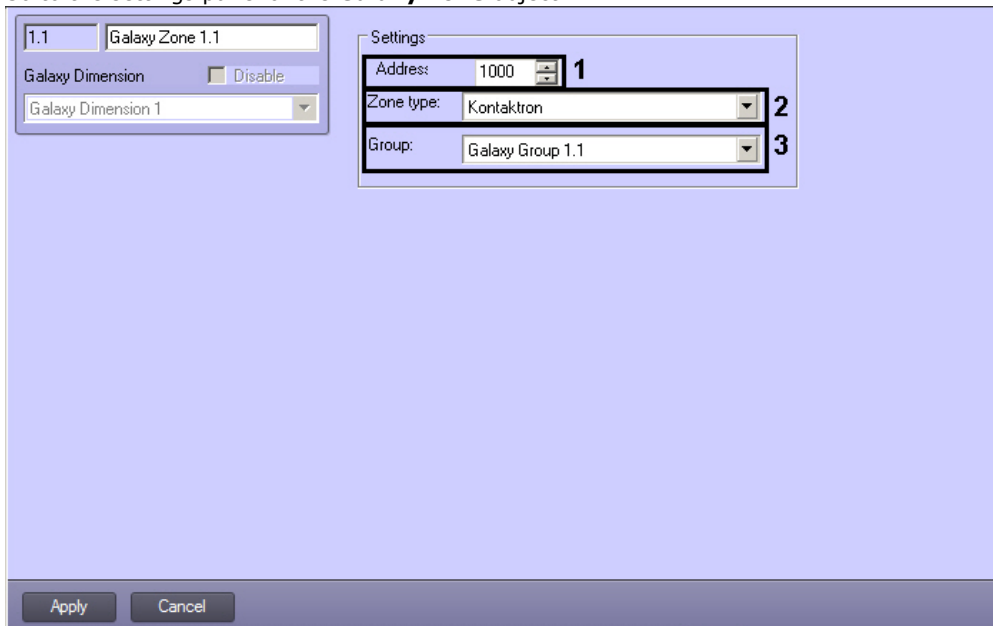 1.1 Galaxy Zone 1.1
Galaxy Dimension Disable
Galaxy Dimension 1
Settings
Address 1000 1
Zone type: Kontaktron 2
Group: Galaxy Group 1.1 3
Apply Cancel